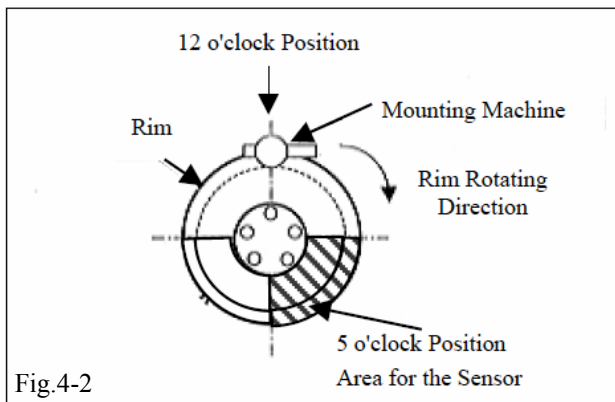 12 o'clock Position
Mounting Machine
Rim
Rim Rotating
Direction
5 o'clock Position
Area for the Sensor
Fig.4-2